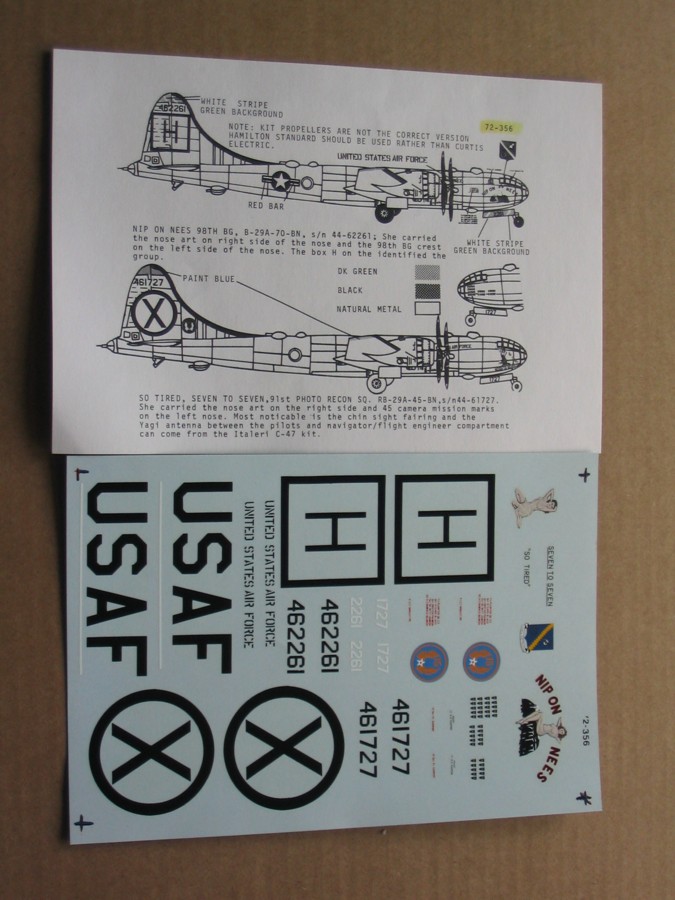 WHITE STRIPE
GREEN BACKGROUND
462261
H
NOTE: KIT PROPELLERS ARE NOT THE CORRECT VERSION
HAMILTON STANDARD SHOULD BE USED RATHER THAN CURTIS
ELECTRIC.
72-356
UNITED STATES AIR FORCE
NIP ON NEES
RED BAR
WHITE STRIPE
GREEN BACKGROUND
NIP ON NEES 98TH BG, B-29A-70-BN, s/n 44-62261; She carried
the nose art on right side of the nose and the 98th BG crest
on the left side of the nose. The box H on the identified the
group.
461727
X
PAINT BLUE
DK GREEN
BLACK
NATURAL METAL
SO TIRED, SEVEN TO SEVEN,91st PHOTO RECON SQ. RB-29A-45-BN,s/n44-61727.
She carried the nose art on the right side and 45 camera mission marks
on the left nose. Most noticable is the chin sight fairing and the
Yagi antenna between the pilots and navigator/flight engineer compartment
can come from the Italeri C-47 kit.
USAF
USAF
UNITED STATES AIR FORCE
UNITED STATES AIR FORCE
H
H
462261
462261
2261 2261
1727 1727
X
X
461727
461727
"SO TIRED"
SEVEN TO SEVEN
NIP ON NEES
2-356